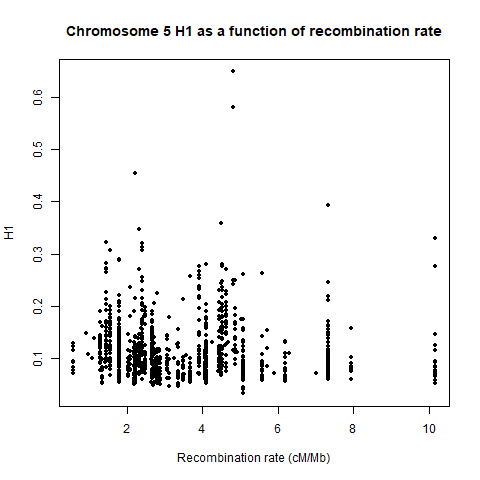 Chromosome 5 H1 as a function of recombination rate
0.6
0.5
0.4
0.3
0.2
0.1
H1
2 4 6 8 10
Recombination rate (cM/Mb)